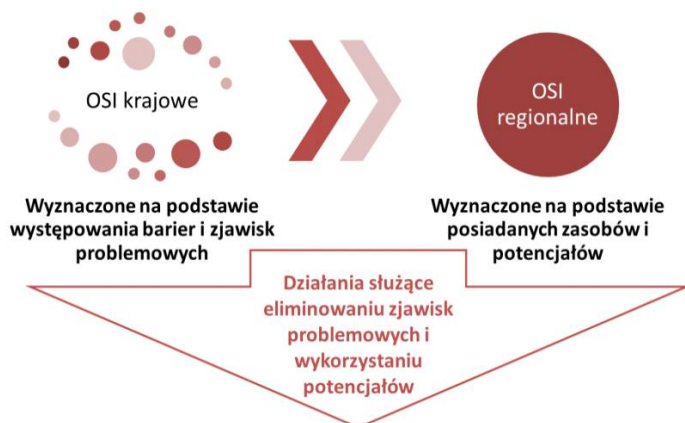 OSI krajowe
OSI
regionalne
Wyznaczone na podstawie
występowania barier i zjawisk
problemowych
Wyznaczone na podstawie
posiadanych zasobów i
potencjałów
Działania służące
eliminowaniu zjawisk
problemowych i
wykorzystaniu
potencjałów